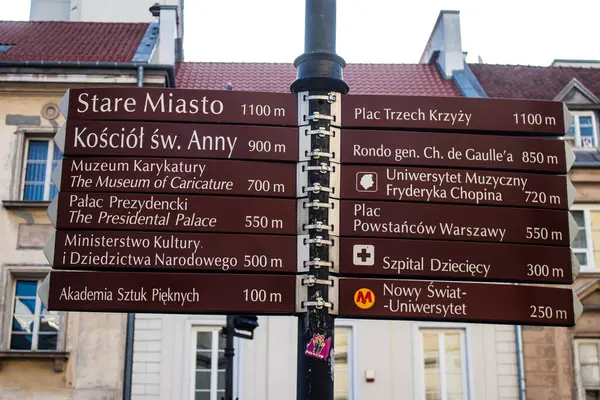 Stare Miasto 1100 m
Kościół św. Anny 900 m
Muzeum Karykatury
The Museum of Caricature 700 m
Pałac Prezydencki
The Presidential Palace 550 m
Ministerstwo Kultury
i Dziedzictwa Narodowego 500 m
Akademia Sztuk Pięknych 100 m
Plac Trzech Krzyży 1100 m
Rondo gen. Ch. de Gaulle'a 850 m
Uniwersytet Muzyczny
Fryderyka Chopina 720 m
Plac
Powstańców Warszawy 550 m
Szpital Dziecięcy 300 m
M Nowy Świat-
-Uniwersytet 250 m